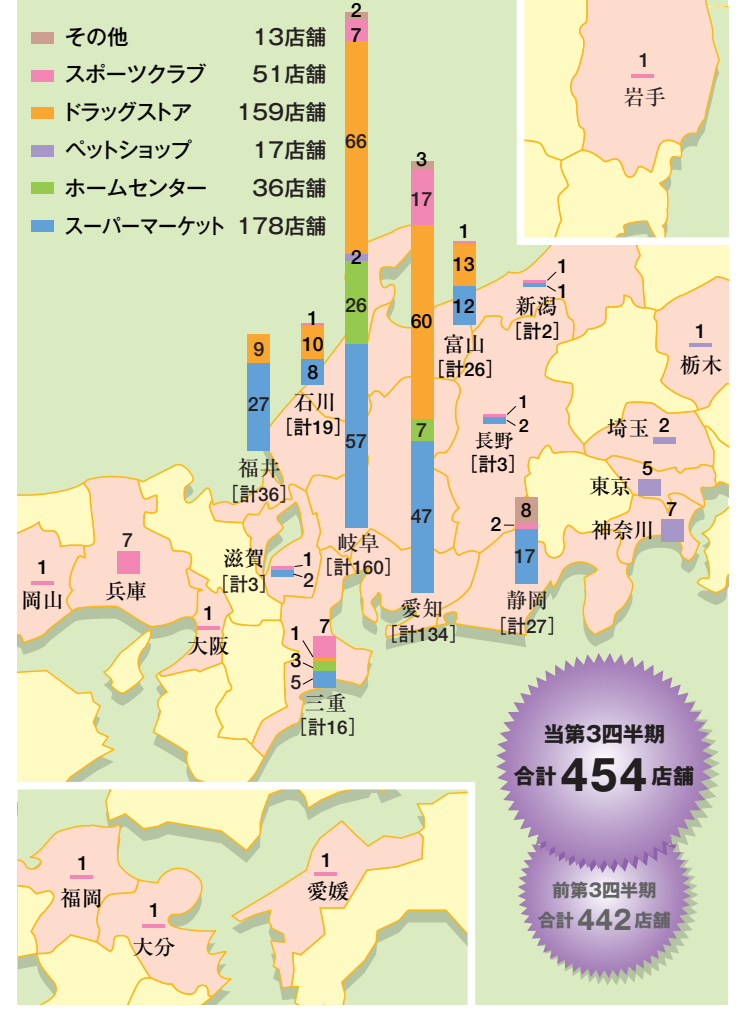 その他 13店舗
スポーツクラブ 51店舗
ドラッグストア 159店舗
ペットショップ 17店舗
ホームセンター 36店舗
スーパーマーケット 178店舗
2
7
66
2
26
57
岐阜
[計160]
3
17
60
7
47
愛知
[計134]
1
13
12
富山
[計26]
1
1
新潟
[計2]
1
岩手
1
栃木
1
10
8
石川
[計19]
9
27
福井
[計36]
1
2
長野
[計3]
埼玉 2
5
東京
7
神奈川
8
2
17
静岡
[計27]
滋賀
[計3]
1
2
7
兵庫
1
岡山
1
大阪
7
1
3
5
三重
[計16]
当第3四半期
合計454店舗
前第3四半期
合計442店舗
1
福岡
1
大分
1
愛媛